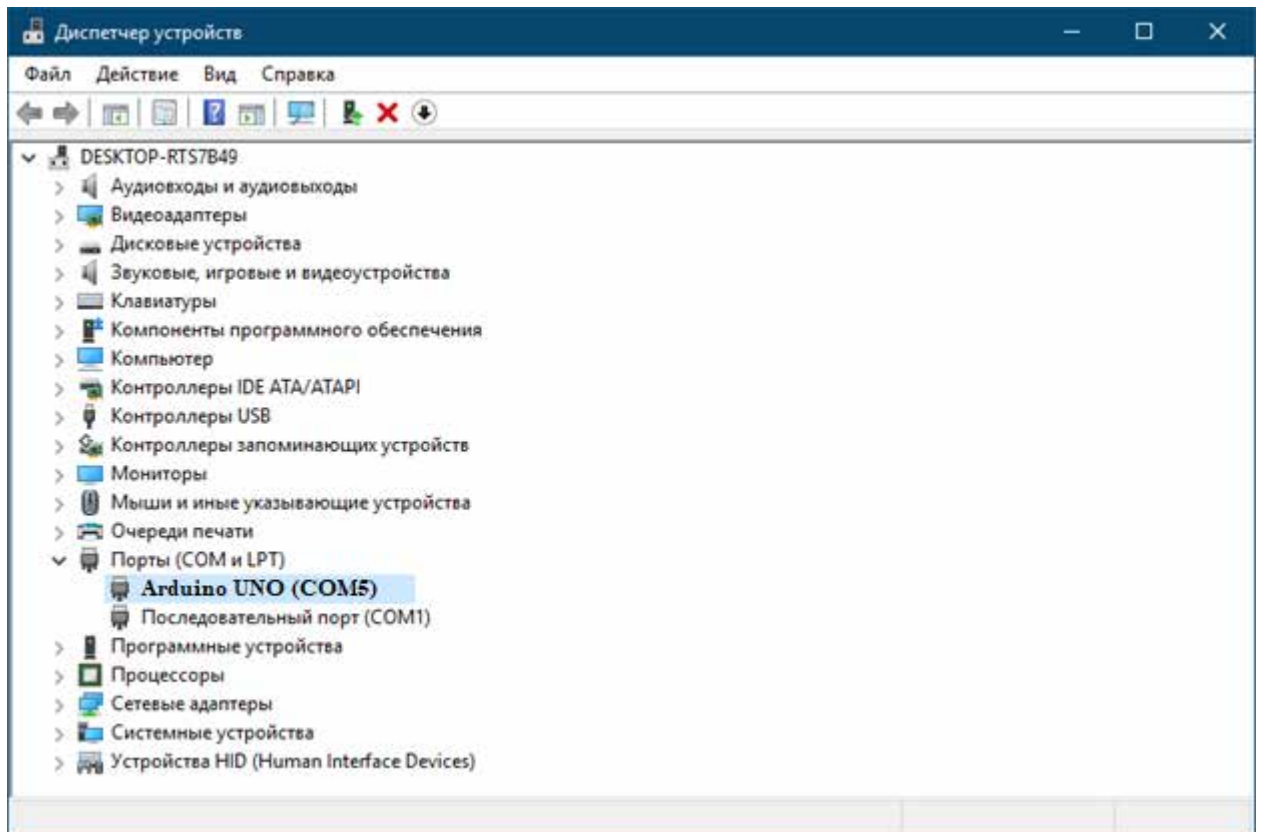 Диспетчер устройств
Файл Действие Вид Справка
DESKTOP-RTS7B49
Аудиовходы и аудиовыходы
Видеоадаптеры
Дисковые устройства
Звуковые, игровые и видеоустройства
Клавиатуры
Компоненты программного обеспечения
Компьютер
Контроллеры IDE ATA/ATAPI
Контроллеры USB
Контроллеры запоминающих устройств
Мониторы
Мыши и иные указывающие устройства
Очереди печати
Порты (COM и LPT)
Arduino UNO (COM5)
Последовательный порт (COM1)
Программные устройства
Процессоры
Сетевые адаптеры
Системные устройства
Устройства HID (Human Interface Devices)